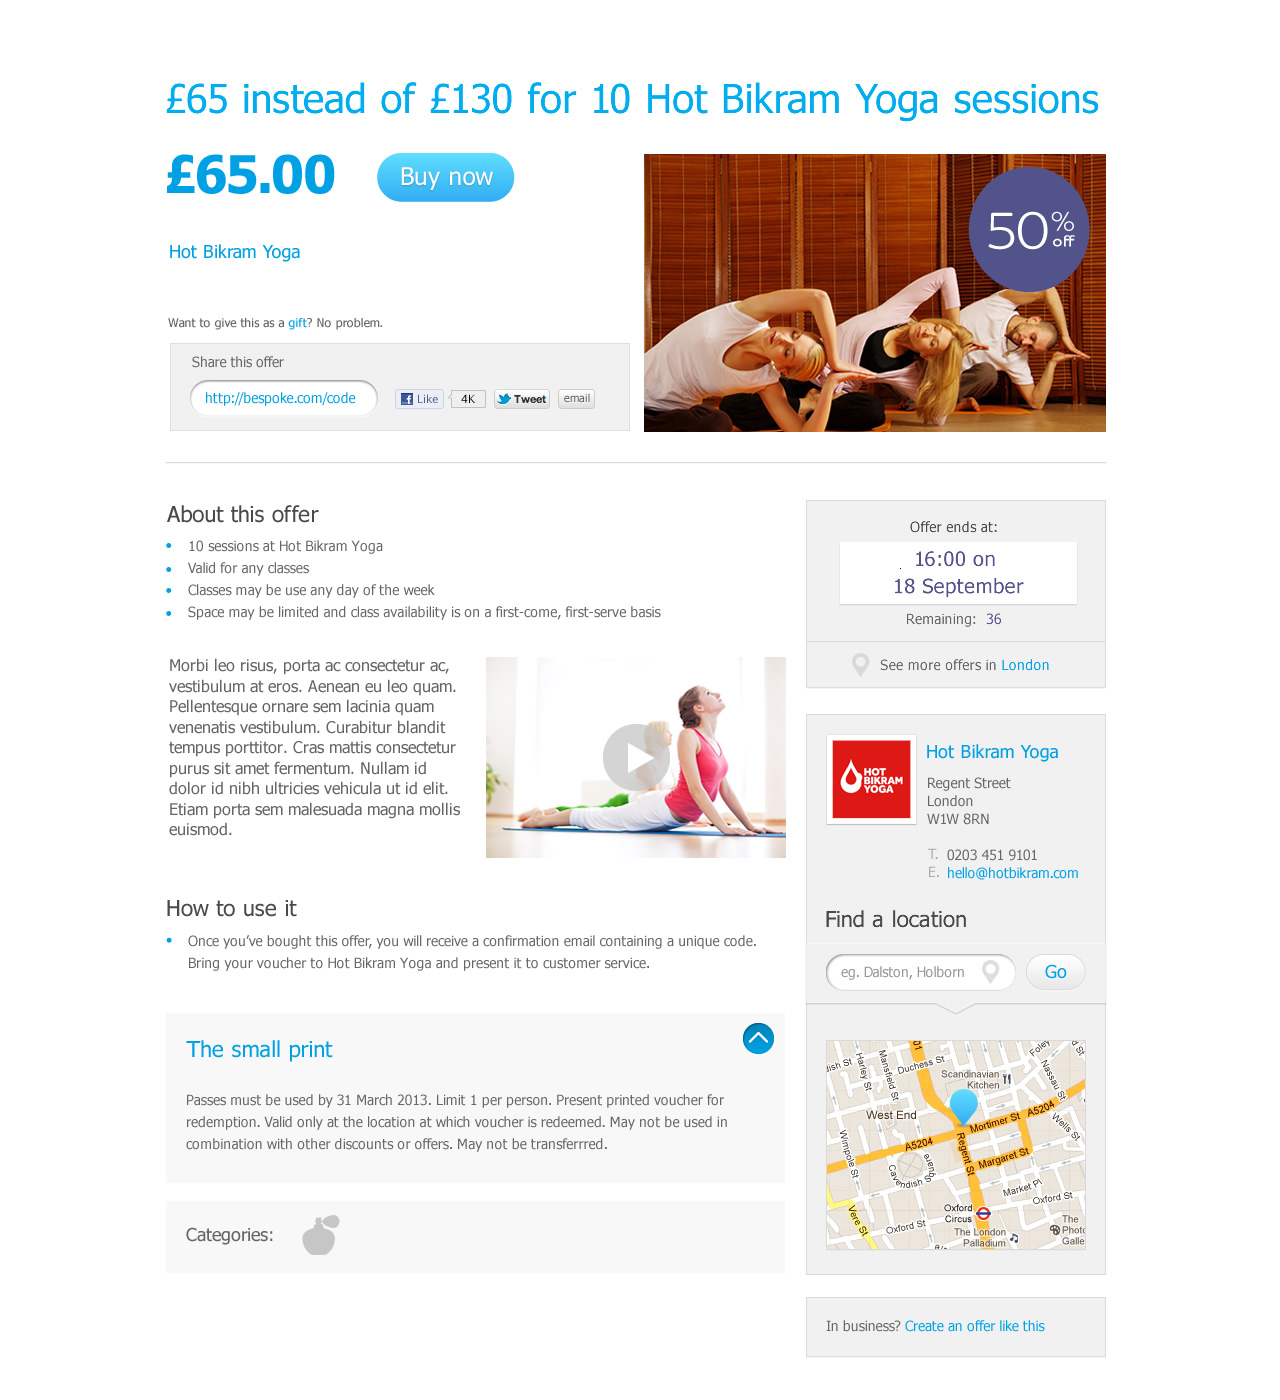 £65 instead of £130 for 10 Hot Bikram Yoga sessions
£65.00
Buy now
50% off
Hot Bikram Yoga
Want to give this as a gift? No problem.
Share this offer
http://bespoke.com/code
Like
4K
Tweet
email
About this offer
10 sessions at Hot Bikram Yoga
Valid for any classes
Classes may be use any day of the week
Space may be limited and class availability is on a first-come, first-serve basis
Morbi leo risus, porta ac consectetur ac,
vestibulum at eros. Aenean eu leo quam.
Pellentesque ornare sem lacinia quam
venenatis vestibulum. Curabitur blandit
tempus porttitor. Cras mattis consectetur
purus sit amet fermentum. Nullam id
dolor id nibh ultricies vehicula ut id elit.
Etiam porta sem malesuada magna mollis
euismod.
How to use it
Once you’ve bought this offer, you will receive a confirmation email containing a unique code.
Bring your voucher to Hot Bikram Yoga and present it to customer service.
The small print
Passes must be used by 31 March 2013. Limit 1 per person. Present printed voucher for
redemption. Valid only at the location at which voucher is redeemed. May not be used in
combination with other discounts or offers. May not be transferrred.
Categories:
Offer ends at:
16:00 on
18 September
Remaining: 36
See more offers in London
HOT
BIKRAM
YOGA
Hot Bikram Yoga
Regent Street
London
W1W 8RN
T. 0203 451 9101
E. hello@hotbikram.com
Find a location
eg. Dalston, Holborn
Go
Harley St
Mansfield St
Duchess St
Foley
Nassau St
Scandinavian
Kitchen
West End
Mortimer St
A5204
Wells St
A5204
Wimpole St
Regent St
Margaret St
Cavendish S
quare
Market Pl
Oxford St
Vere St
Oxford St
Oxford
Circus
The London
Palladium
The
Photo
Galle
In business? Create an offer like this